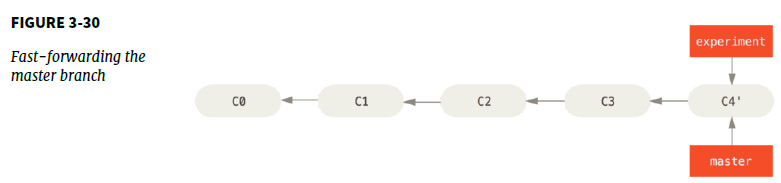 FIGURE 3-30
Fast-forwarding the
master branch
experiment
C0 C1 C2 C3 C4'
master